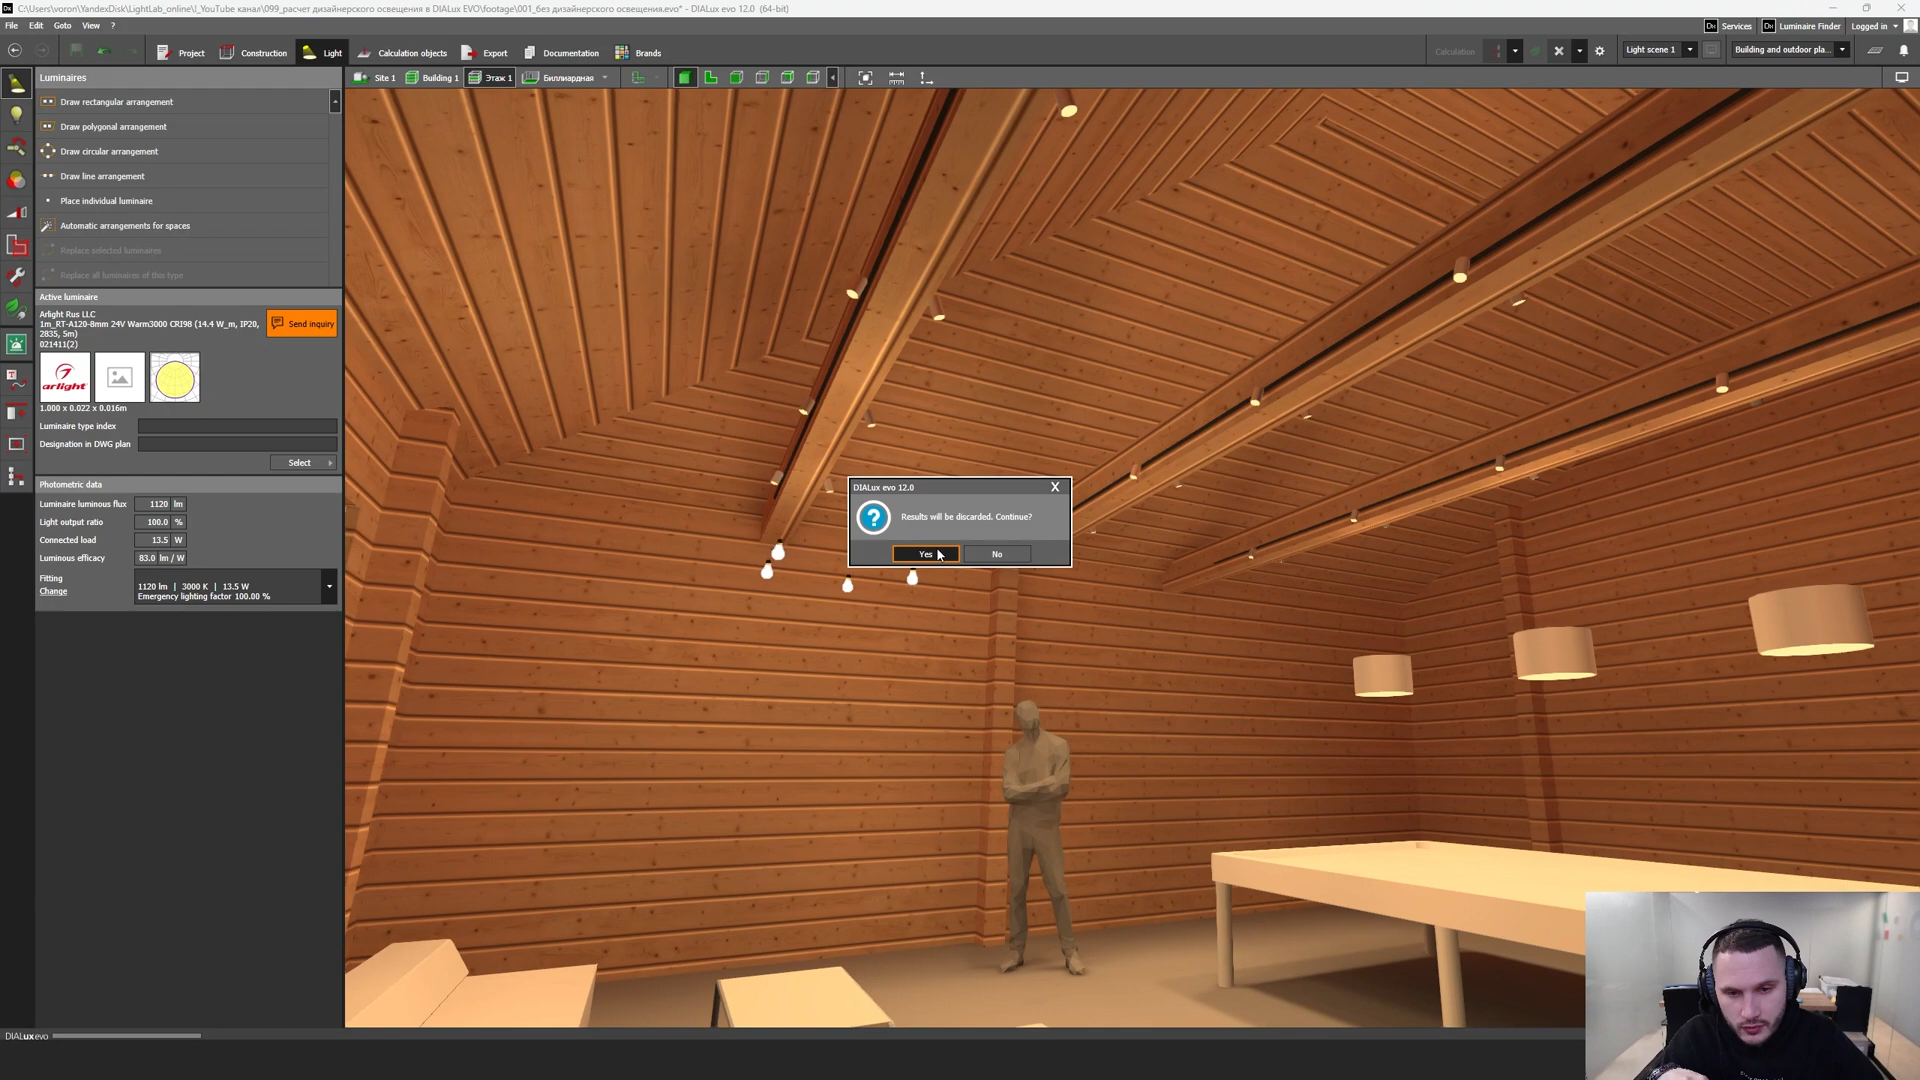 C:\Users\voron\YandexDisk\LightLab_online\I_YouTube канал\099_расчет дизайнерского освещения в DIALux EVO\footage\001_без дизайнерского освещения.evo* - DIALux evo 12.0 (64-bit)
File Edit Goto View ?
Services Luminaire Finder Logged in
Project Construction Light Calculation objects Export Documentation Brands
Calculation Light scene 1 Building and outdoor pla...
Luminaires
Site 1 Building 1 Этаж 1 Биллиардная
Draw rectangular arrangement
Draw polygonal arrangement
Draw circular arrangement
Draw line arrangement
Place individual luminaire
Automatic arrangements for spaces
Replace selected luminaires
Replace all luminaires of this type
Active luminaire
Arlight Rus LLC
1m_RT-A120-8mm 24V Warm3000 CRI98 (14.4 W_m, IP20,
2835, 5m)
021411(2)
Send inquiry
arlight
1.000 x 0.022 x 0.016m
Luminaire type index
Designation in DWG plan
Select
Photometric data
Luminaire luminous flux 1120 lm
Light output ratio 100.0 %
Connected load 13.5 W
Luminous efficacy 83.0 lm / W
Fitting
Change
1120 lm | 3000 K | 13.5 W
Emergency lighting factor 100.00 %
DIALux evo 12.0 X
Results will be discarded. Continue?
Yes No
DIALux evo